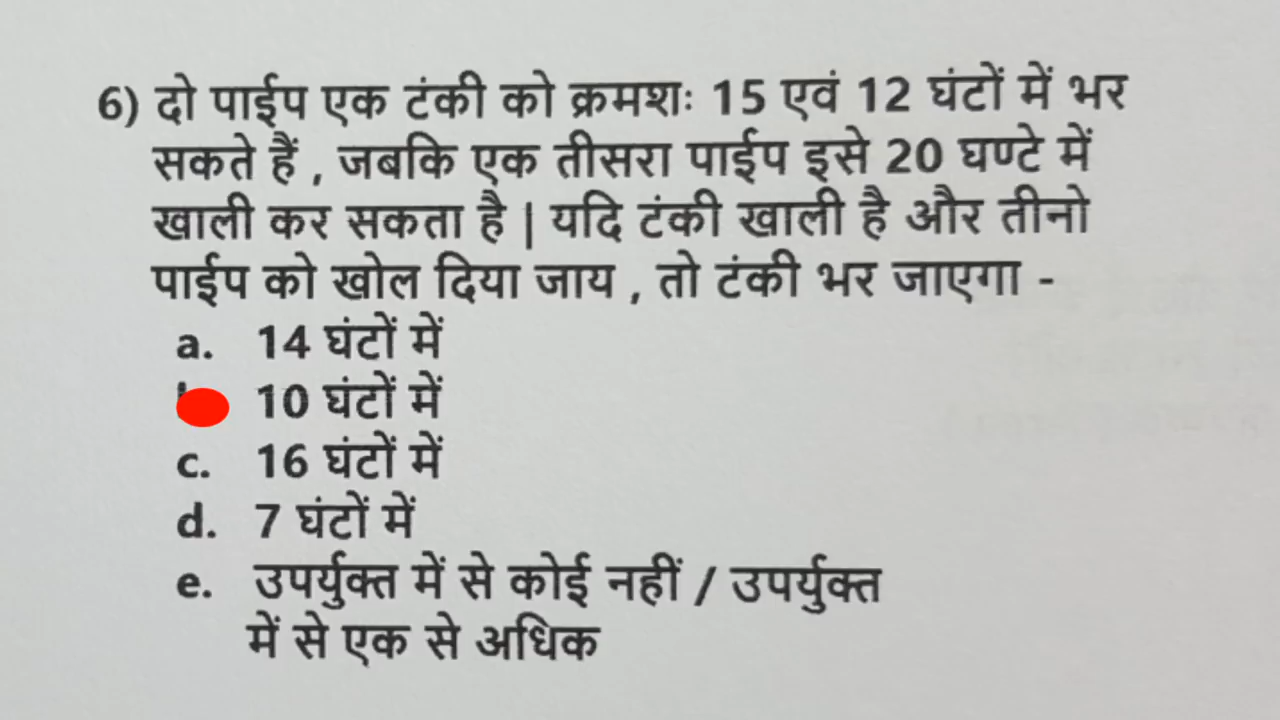 6) दो पाईप एक टंकी को क्रमशः 15 एवं 12 घंटों में भर
सकते हैं , जबकि एक तीसरा पाईप इसे 20 घण्टे में
खाली कर सकता है | यदि टंकी खाली है और तीनो
पाईप को खोल दिया जाय , तो टंकी भर जाएगा -
a. 14 घंटों में
10 घंटों में
c. 16 घंटों में
d. 7 घंटों में
e. उपर्युक्त में से कोई नहीं / उपर्युक्त
में से एक से अधिक